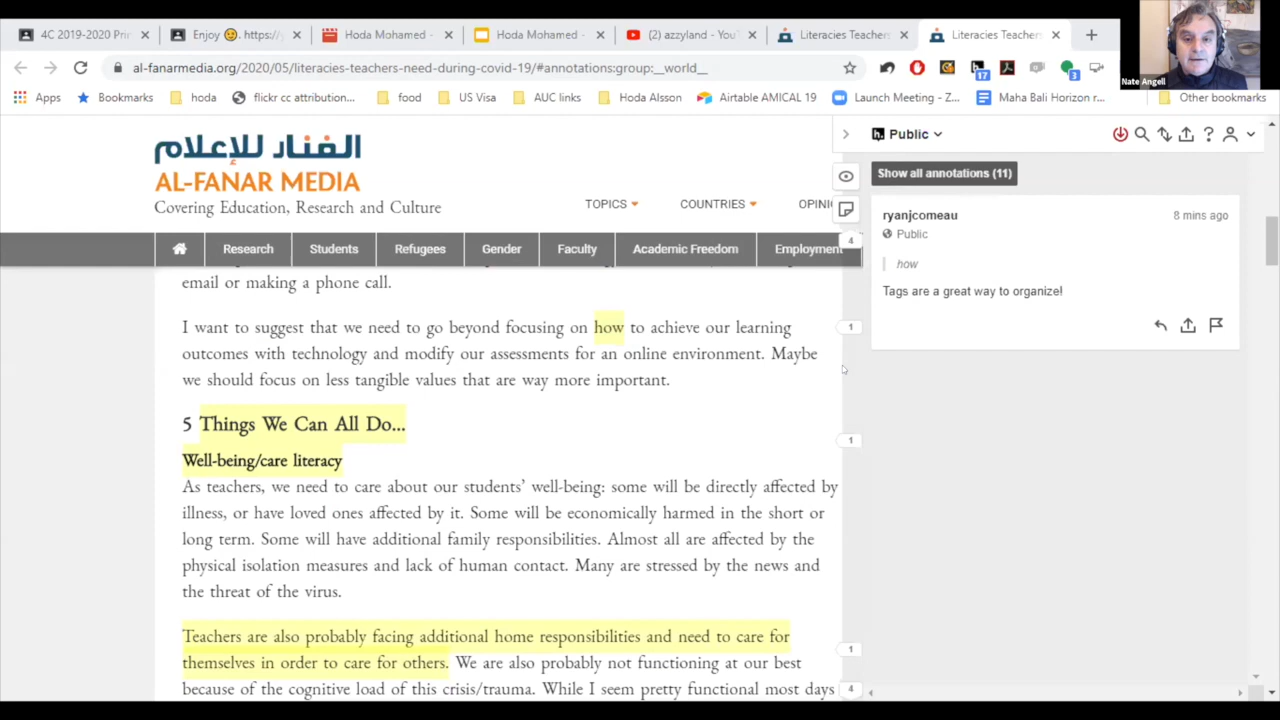 4C 2019-2020 Pri
Enjoy 🙂. https://
Hoda Mohamed -
Hoda Mohamed -
(2) azzyland - You
Literacies Teacher
Literacies Teacher
al-fanarmedia.org/2020/05/literacies-teachers-need-during-covid-19/#annotations:group:__world__
17
3
Nate Angell
Apps
Bookmarks
hoda
flickr cc attribution...
food
US Visa
AUC links
Hoda Alsson
Airtable AMICAL 19
Launch Meeting - Z...
Maha Bali Horizon r...
Other bookmarks
الفنار للإعلام
AL-FANAR MEDIA
Covering Education, Research and Culture
TOPICS
COUNTRIES
OPINI
Research
Students
Refugees
Gender
Faculty
Academic Freedom
Employment
email or making a phone call.
I want to suggest that we need to go beyond focusing on how to achieve our learning
outcomes with technology and modify our assessments for an online environment. Maybe
we should focus on less tangible values that are way more important.
5 Things We Can All Do...
Well-being/care literacy
As teachers, we need to care about our students’ well-being: some will be directly affected by
illness, or have loved ones affected by it. Some will be economically harmed in the short or
long term. Some will have additional family responsibilities. Almost all are affected by the
physical isolation measures and lack of human contact. Many are stressed by the news and
the threat of the virus.
Teachers are also probably facing additional home responsibilities and need to care for
themselves in order to care for others. We are also probably not functioning at our best
because of the cognitive load of this crisis/trauma. While I seem pretty functional most days
4
1
1
1
4
h. Public
Show all annotations (11)
ryanjcomeau
8 mins ago
Public
how
Tags are a great way to organize!